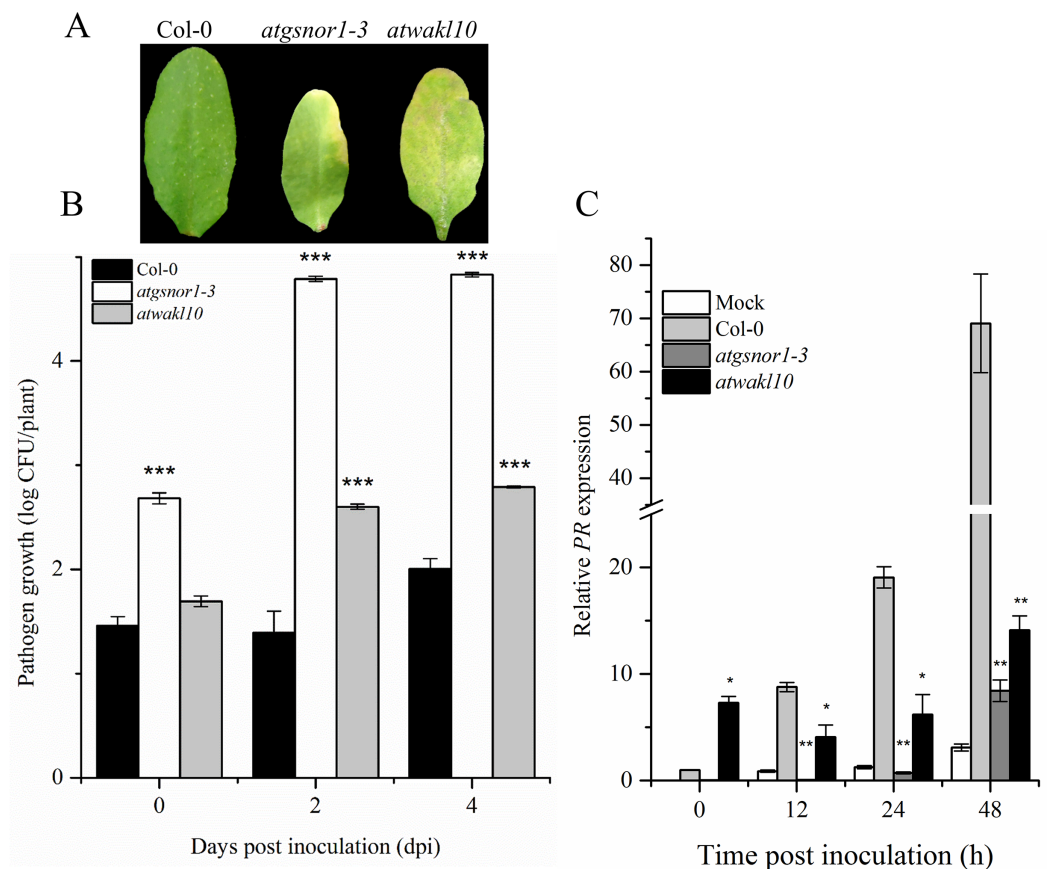 A
Col-0 atgsnor1-3 atwakl10
B
Pathogen growth (log CFU/plant)
4
2
0
Col-0
atgsnor1-3
atwakl10
***
***
***
***
***
0 2 4
Days post inoculation (dpi)
C
Relative PR expression
80
70
60
50
40
20
10
0
Mock
Col-0
atgsnor1-3
atwakl10
*
**
*
**
*
**
**
0 12 24 48
Time post inoculation (h)